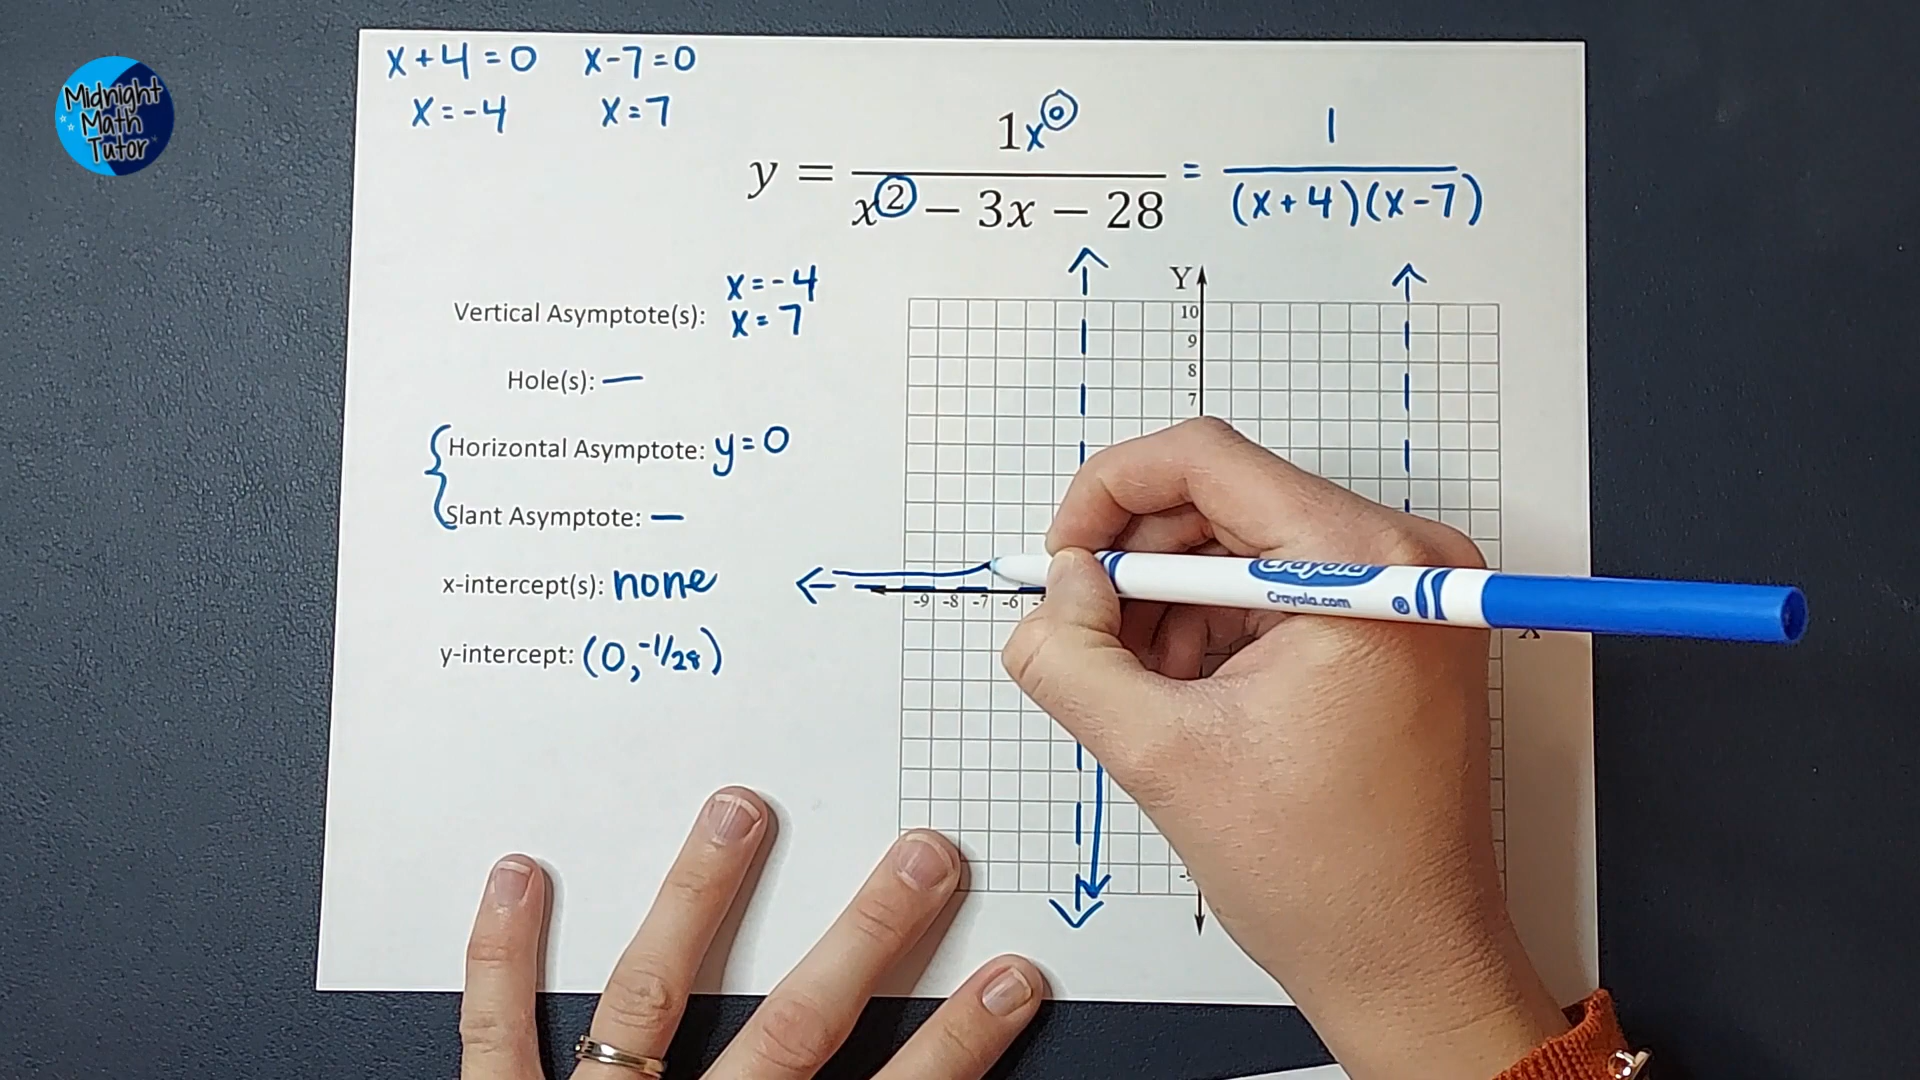 Midnight
Math
Tutor
x+4=0 x-7=0
x=-4 x=7
y = 1x⁰ / x² − 3x − 28 = 1 / (x+4)(x-7)
Vertical Asymptote(s): x=-4
x=7
Hole(s): —
Horizontal Asymptote: y=0
Slant Asymptote: —
x-intercept(s): none
y-intercept: (0,-1/28)
Y
10
9
8
7
-9 -8 -7 -6
X
Crayola
Crayola.com ®